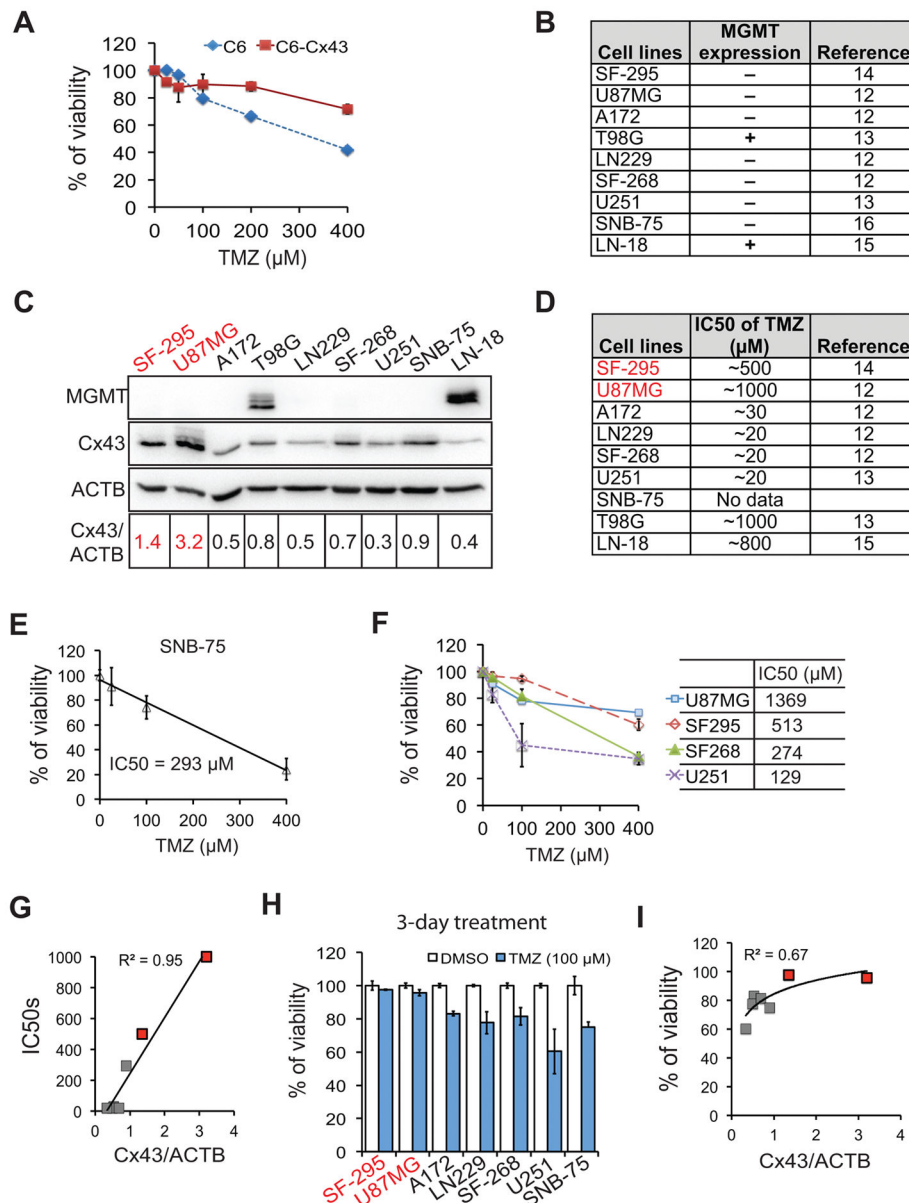 A
C6 C6-Cx43
120
100
80
60
40
20
0
% of viability
0 100 200 300 400
TMZ (µM)
B
Cell lines MGMT expression Reference
SF-295 – 14
U87MG – 12
A172 – 12
T98G + 13
LN229 – 12
SF-268 – 12
U251 – 13
SNB-75 – 16
LN-18 + 15
C
SF-295 U87MG A172 T98G LN229 SF-268 U251 SNB-75 LN-18
MGMT
Cx43
ACTB
Cx43/ACTB 1.4 3.2 0.5 0.8 0.5 0.7 0.3 0.9 0.4
D
Cell lines IC50 of TMZ (µM) Reference
SF-295 ~500 14
U87MG ~1000 12
A172 ~30 12
LN229 ~20 12
SF-268 ~20 12
U251 ~20 13
SNB-75 No data
T98G ~1000 13
LN-18 ~800 15
E
SNB-75
120
100
80
60
40
20
0
% of viability
IC50 = 293 µM
0 100 200 300 400
TMZ (µM)
F
120
100
80
60
40
20
0
% of viability
0 100 200 300 400
TMZ (µM)
IC50 (µM)
U87MG 1369
SF295 513
SF268 274
U251 129
G
R² = 0.95
1000
800
600
400
200
0
IC50s
0 1 2 3 4
Cx43/ACTB
H
3-day treatment
DMSO TMZ (100 µM)
120
100
80
60
40
20
0
% of viability
SF-295 U87MG A172 LN229 SF-268 U251 SNB-75
I
R² = 0.67
120
100
80
60
40
20
0
% of viability
0 1 2 3 4
Cx43/ACTB